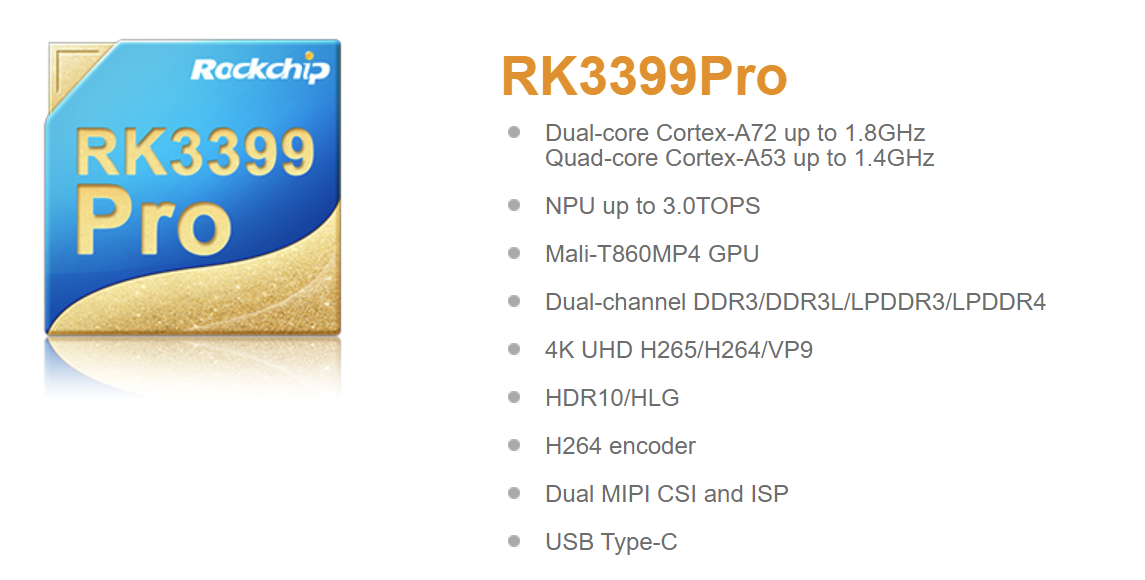 Rockchip
RK3399
Pro
RK3399Pro
Dual-core Cortex-A72 up to 1.8GHz
Quad-core Cortex-A53 up to 1.4GHz
NPU up to 3.0TOPS
Mali-T860MP4 GPU
Dual-channel DDR3/DDR3L/LPDDR3/LPDDR4
4K UHD H265/H264/VP9
HDR10/HLG
H264 encoder
Dual MIPI CSI and ISP
USB Type-C